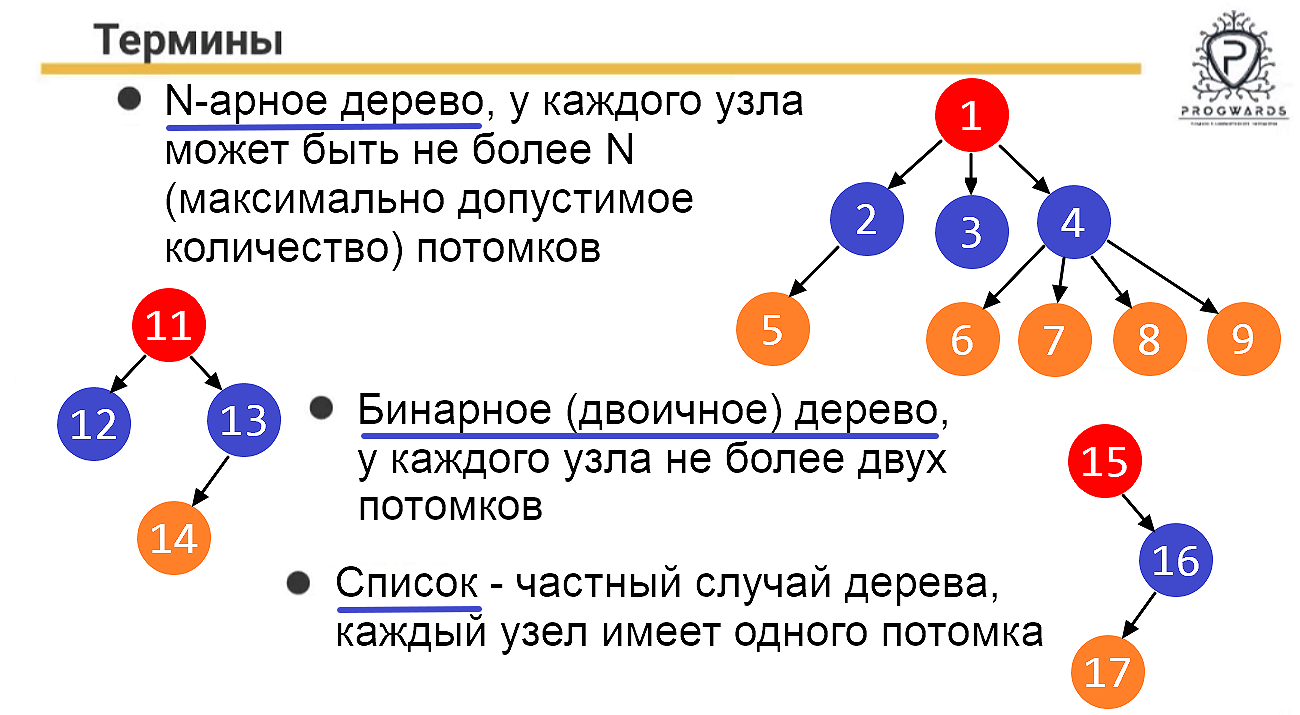 Термины
PROGWARDS
N-арное дерево, у каждого узла
может быть не более N
(максимально допустимое
количество) потомков
1
2
3
4
5
6
7
8
9
11
12
13
14
Бинарное (двоичное) дерево,
у каждого узла не более двух
потомков
15
16
17
Список - частный случай дерева,
каждый узел имеет одного потомка